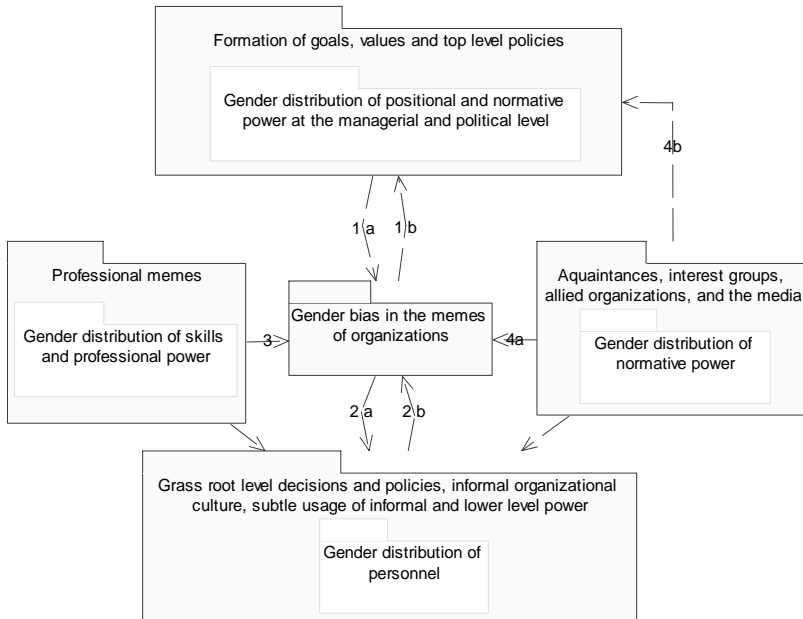 Formation of goals, values and top level policies
Gender distribution of positional and normative
power at the managerial and political level
4b
1 a
1 b
Professional memes
Gender distribution of skills
and professional power
3
Gender bias in the memes
of organizations
4a
Aquaintances, interest groups,
allied organizations, and the media
Gender distribution of
normative power
2 a
2 b
Grass root level decisions and policies, informal organizational
culture, subtle usage of informal and lower level power
Gender distribution of
personnel